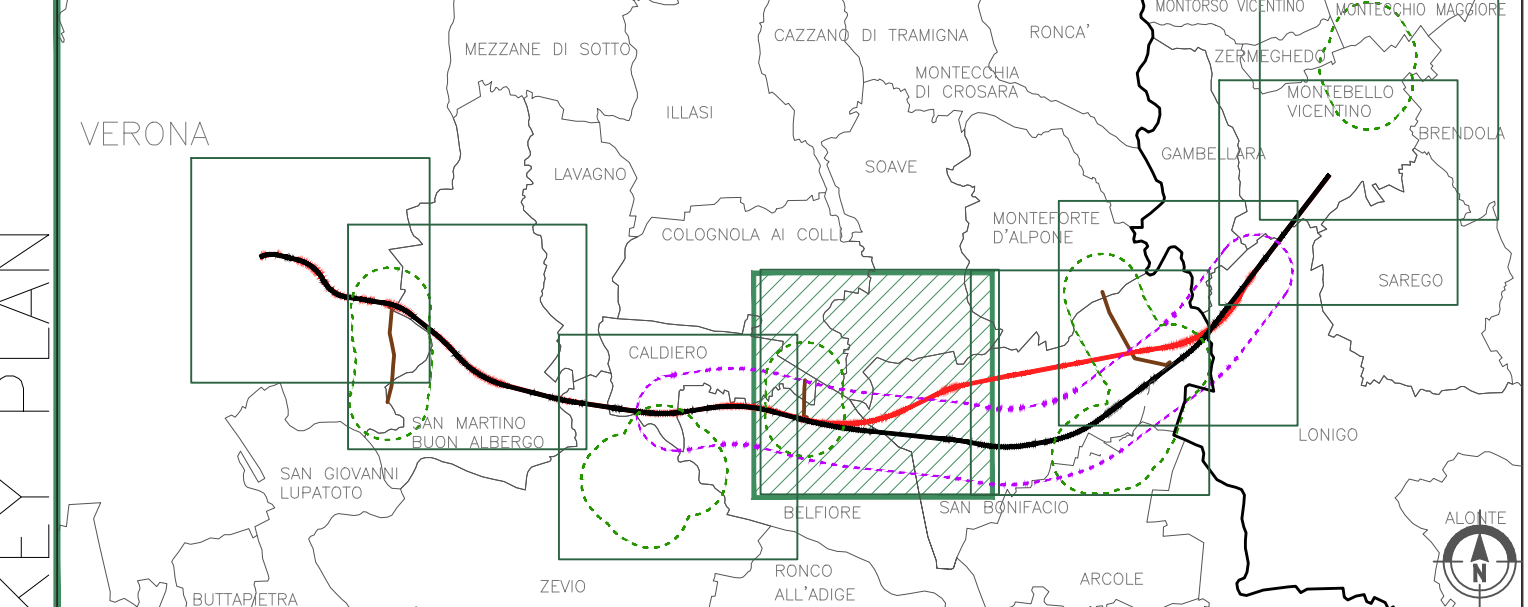 MONTORSO VICENTINO
MONTECCHIO MAGGIORE
MEZZANE DI SOTTO
CAZZANO DI TRAMIGNA
RONCA'
ZERMEGHEDO
MONTECCHIA
DI CROSARA
MONTEBELLO
VICENTINO
ILLASI
VERONA
BRENDOLA
GAMBELLARA
LAVAGNO
SOAVE
MONTEFORTE
D'ALPONE
COLOGNOLA AI COLLI
SAREGO
CALDIERO
SAN MARTINO
BUON ALBERGO
LONIGO
SAN GIOVANNI
LUPATOTO
BELFIORE
SAN BONIFACIO
ALONTE
N
RONCO
ALL'ADIGE
ARCOLE
ZEVIO
BUTTAPIETRA
KEY PLAN